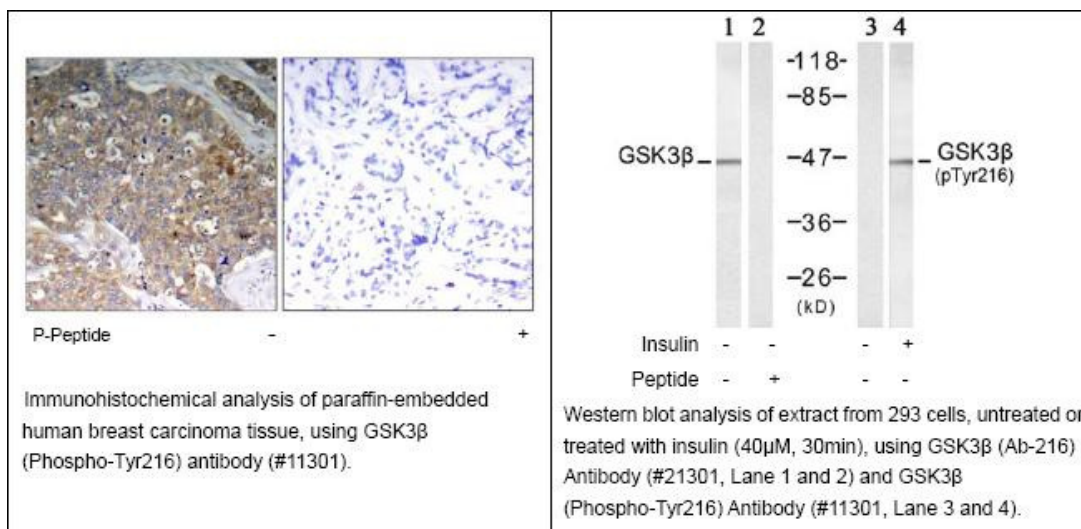 P-Peptide - +
Immunohistochemical analysis of paraffin-embedded
human breast carcinoma tissue, using GSK3β
(Phospho-Tyr216) antibody (#11301).
1 2 3 4
–118–
–85–
GSK3β – –47– – GSK3β
(pTyr216)
–36–
–26–
(kD)
Insulin - - - +
Peptide - + - -
Western blot analysis of extract from 293 cells, untreated or
treated with insulin (40µM, 30min), using GSK3β (Ab-216)
Antibody (#21301, Lane 1 and 2) and GSK3β
(Phospho-Tyr216) Antibody (#11301, Lane 3 and 4).